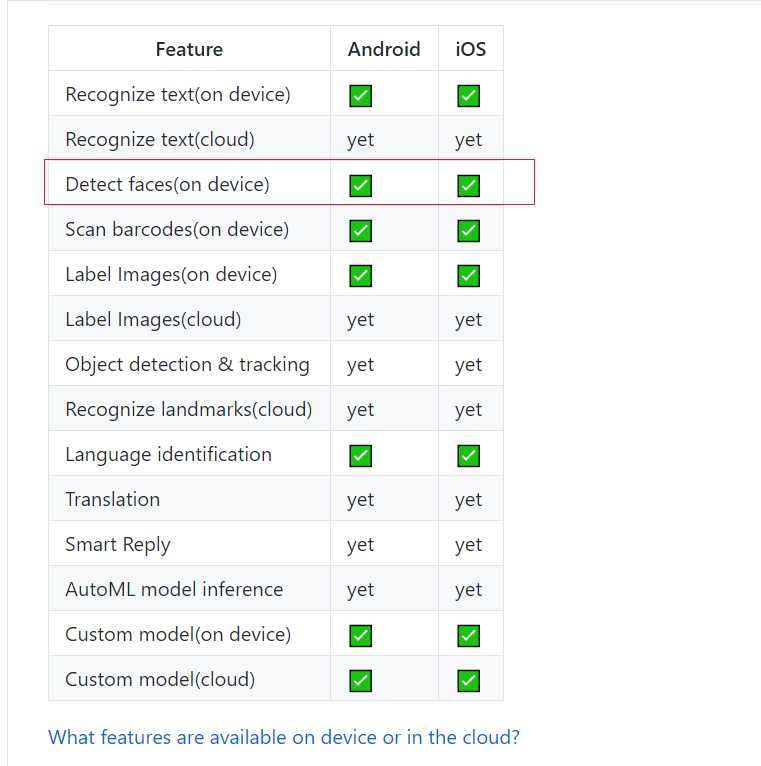 Feature Android iOS
Recognize text(on device) ✅ ✅
Recognize text(cloud) yet yet
Detect faces(on device) ✅ ✅
Scan barcodes(on device) ✅ ✅
Label Images(on device) ✅ ✅
Label Images(cloud) yet yet
Object detection & tracking yet yet
Recognize landmarks(cloud) yet yet
Language identification ✅ ✅
Translation yet yet
Smart Reply yet yet
AutoML model inference yet yet
Custom model(on device) ✅ ✅
Custom model(cloud) ✅ ✅
What features are available on device or in the cloud?